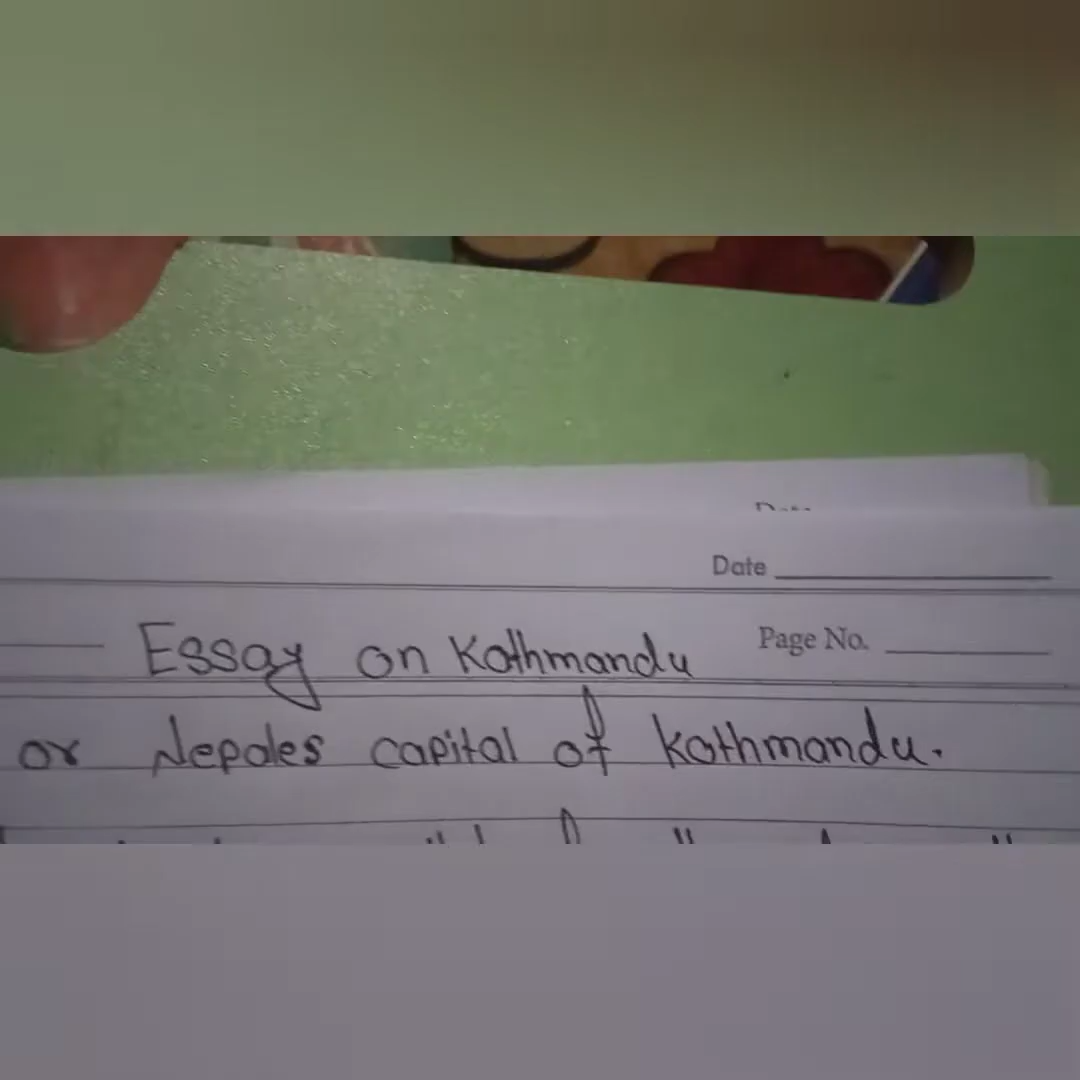 Date
Page No.
Essay on Kathmandu
or Nepales capital of kathmandu.